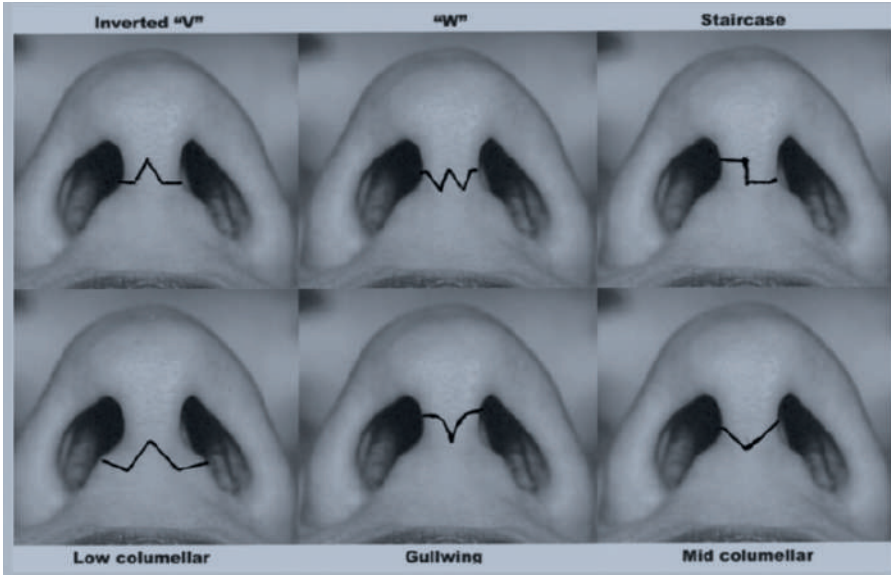 Inverted “V”
“W”
Staircase
Low columellar
Gullwing
Mid columellar